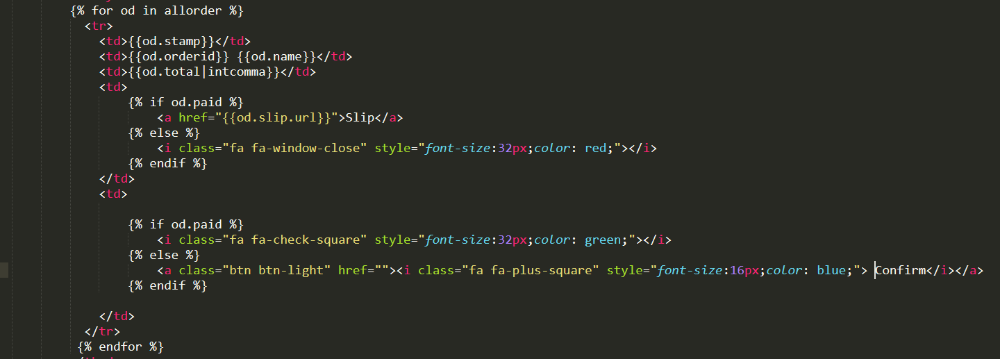 {% for od in allorder %}
<tr>
<td>{{od.stamp}}</td>
<td>{{od.orderid}} {{od.name}}</td>
<td>{{od.total|intcomma}}</td>
<td>
{% if od.paid %}
<a href="{{od.slip.url}}">Slip</a>
{% else %}
<i class="fa fa-window-close" style="font-size:32px;color: red;"></i>
{% endif %}
</td>
<td>
{% if od.paid %}
<i class="fa fa-check-square" style="font-size:32px;color: green;"></i>
{% else %}
<a class="btn btn-light" href=""><i class="fa fa-plus-square" style="font-size:16px;color: blue;"> Confirm</i></a>
{% endif %}
</td>
</tr>
{% endfor %}